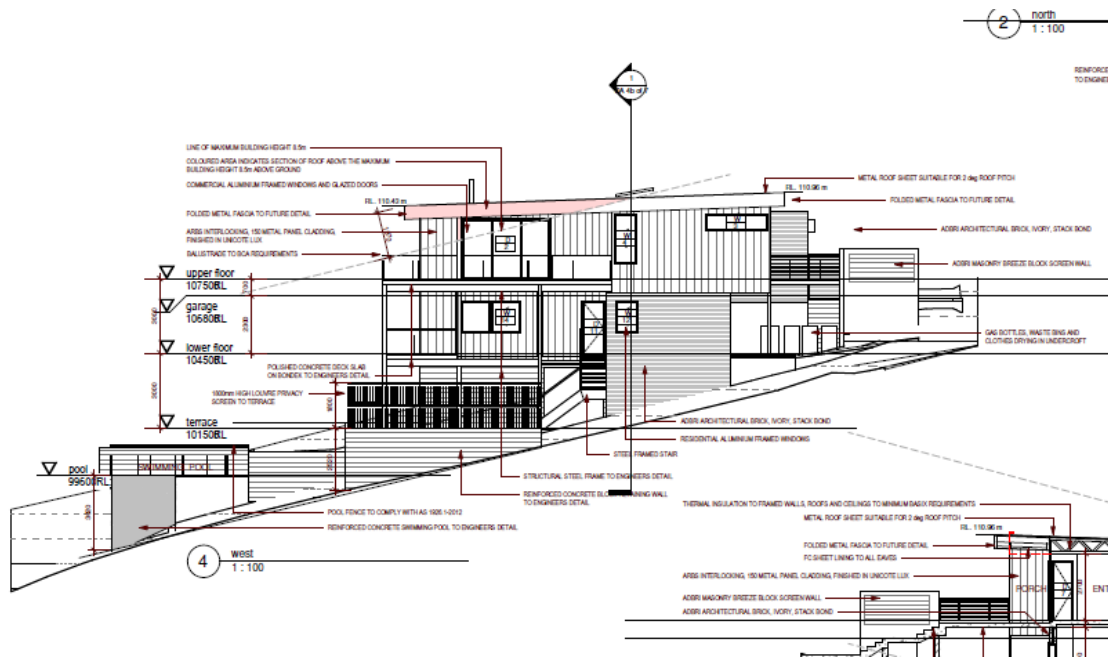 2
north
1 : 100
REINFORCE
TO ENGINEE
1
LINE OF MAXIMUM BUILDING HEIGHT 8.5m
COLOURED AREA INDICATES SECTION OF ROOF ABOVE THE MAXIMUM
BUILDING HEIGHT 8.5m ABOVE GROUND
COMMERCIAL ALUMINIUM FRAMED WINDOWS AND GLAZED DOORS
RL. 110.43 m
FOLDED METAL FASCIA TO FUTURE DETAIL
INTERLOCKING, 150 METAL PANEL CLADDING,
FINISHED IN UNICOTE LUX
BALUSTRADE TO BCA REQUIREMENTS
RL. 110.96 m
METAL ROOF SHEET SUITABLE FOR 2 deg ROOF PITCH
FOLDED METAL FASCIA TO FUTURE DETAIL
ADBRI ARCHITECTURAL BRICK, IVORY, STACK BOND
ADBRI MASONRY BREEZE BLOCK SCREEN WALL
upper floor
garage
lower floor
3000
GAS BOTTLES, WASTE BINS AND
CLOTHES DRYING IN UNDERCROFT
POLISHED CONCRETE DECK SLAB
ON BONDEK TO ENGINEERS DETAIL
1800mm HIGH LOUVRE PRIVACY
SCREEN TO TERRACE
1800
terrace
ADBRI ARCHITECTURAL BRICK, IVORY, STACK BOND
RESIDENTIAL ALUMINIUM FRAMED WINDOWS
STEEL FRAMED STAIR
SWIMMING POOL
pool
STRUCTURAL STEEL FRAME TO ENGINEERS DETAIL
REINFORCED CONCRETE WALL
TO ENGINEERS DETAIL
POOL FENCE TO COMPLY WITH AS 1926.1-2012
REINFORCED CONCRETE SWIMMING POOL TO ENGINEERS DETAIL
4
west
1 : 100
THERMAL INSULATION TO FRAMED WALLS, ROOFS AND CEILINGS TO MINIMUM BASIX REQUIREMENTS
METAL ROOF SHEET SUITABLE FOR 2 deg ROOF PITCH
RL. 110.96 m
FOLDED METAL FASCIA TO FUTURE DETAIL
FC SHEET LINING TO ALL EAVES
INTERLOCKING, 150 METAL PANEL CLADDING, FINISHED IN UNICOTE LUX
ADBRI MASONRY BREEZE BLOCK SCREEN WALL
ADBRI ARCHITECTURAL BRICK, IVORY, STACK BOND
PORCH
ENT
2700